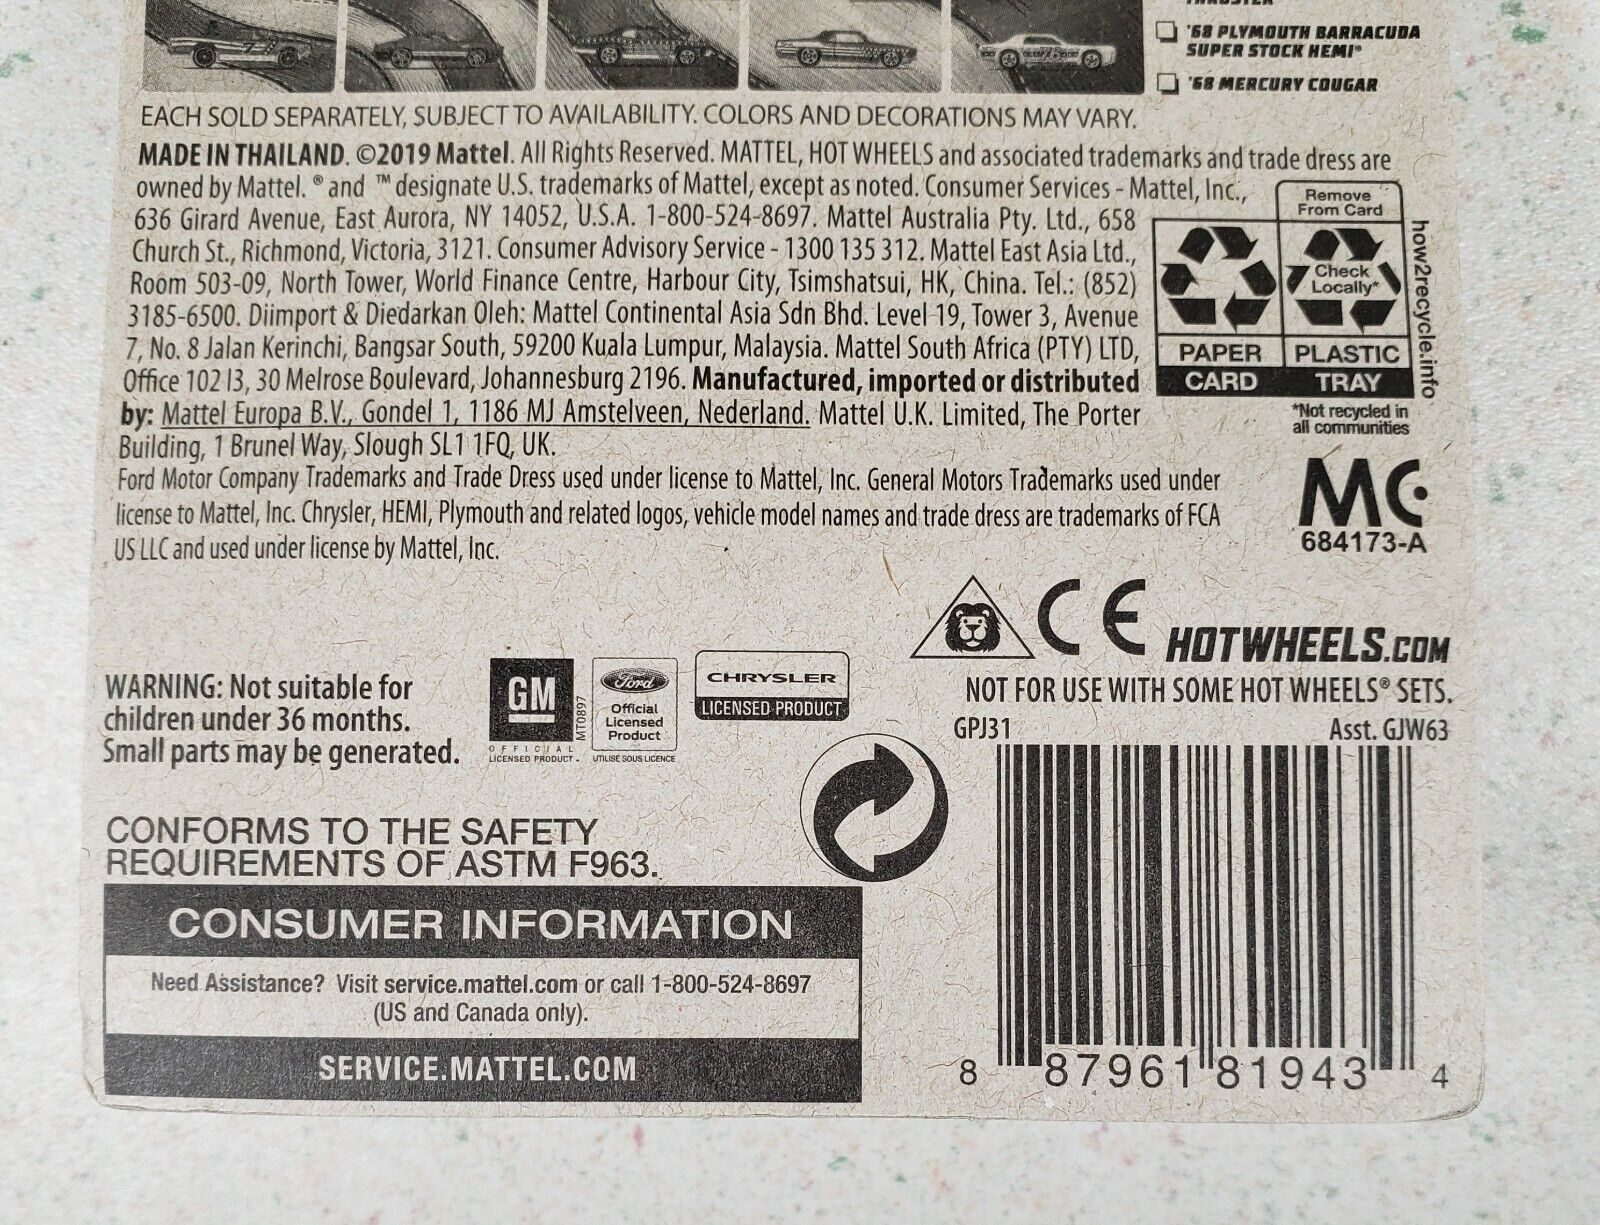 '68 PLYMOUTH BARRACUDA
SUPER STOCK HEMI®
'68 MERCURY COUGAR
EACH SOLD SEPARATELY, SUBJECT TO AVAILABILITY. COLORS AND DECORATIONS MAY VARY.
MADE IN THAILAND. ©2019 Mattel. All Rights Reserved. MATTEL, HOT WHEELS and associated trademarks and trade dress are
owned by Mattel. ® and ™ designate U.S. trademarks of Mattel, except as noted. Consumer Services - Mattel, Inc.,
636 Girard Avenue, East Aurora, NY 14052, U.S.A. 1-800-524-8697. Mattel Australia Pty. Ltd., 658
Church St., Richmond, Victoria, 3121. Consumer Advisory Service - 1300 135 312. Mattel East Asia Ltd.,
Room 503-09, North Tower, World Finance Centre, Harbour City, Tsimshatsui, HK, China. Tel.: (852)
3185-6500. Diimport & Diedarkan Oleh: Mattel Continental Asia Sdn Bhd. Level 19, Tower 3, Avenue
7, No. 8 Jalan Kerinchi, Bangsar South, 59200 Kuala Lumpur, Malaysia. Mattel South Africa (PTY) LTD,
Office 102 I3, 30 Melrose Boulevard, Johannesburg 2196. Manufactured, imported or distributed
by: Mattel Europa B.V., Gondel 1, 1186 MJ Amstelveen, Nederland. Mattel U.K. Limited, The Porter
Building, 1 Brunel Way, Slough SL1 1FQ, UK.
Ford Motor Company Trademarks and Trade Dress used under license to Mattel, Inc. General Motors Trademarks used under
license to Mattel, Inc. Chrysler, HEMI, Plymouth and related logos, vehicle model names and trade dress are trademarks of FCA
US LLC and used under license by Mattel, Inc.
Remove
From Card
Check
Locally*
PAPER
PLASTIC
CARD
TRAY
how2recycle.info
*Not recycled in
all communities
MC
684173-A
CE
HOTWHEELS.COM
NOT FOR USE WITH SOME HOT WHEELS® SETS.
GPJ31
Asst. GJW63
WARNING: Not suitable for
children under 36 months.
Small parts may be generated.
GM
OFFICIAL
LICENSED PRODUCT
MT0897
Ford
Official
Licensed
Product
UTILISÉ SOUS LICENCE
CHRYSLER
LICENSED PRODUCT
CONFORMS TO THE SAFETY
REQUIREMENTS OF ASTM F963.
CONSUMER INFORMATION
Need Assistance? Visit service.mattel.com or call 1-800-524-8697
(US and Canada only).
SERVICE.MATTEL.COM
8 87961 81943 4